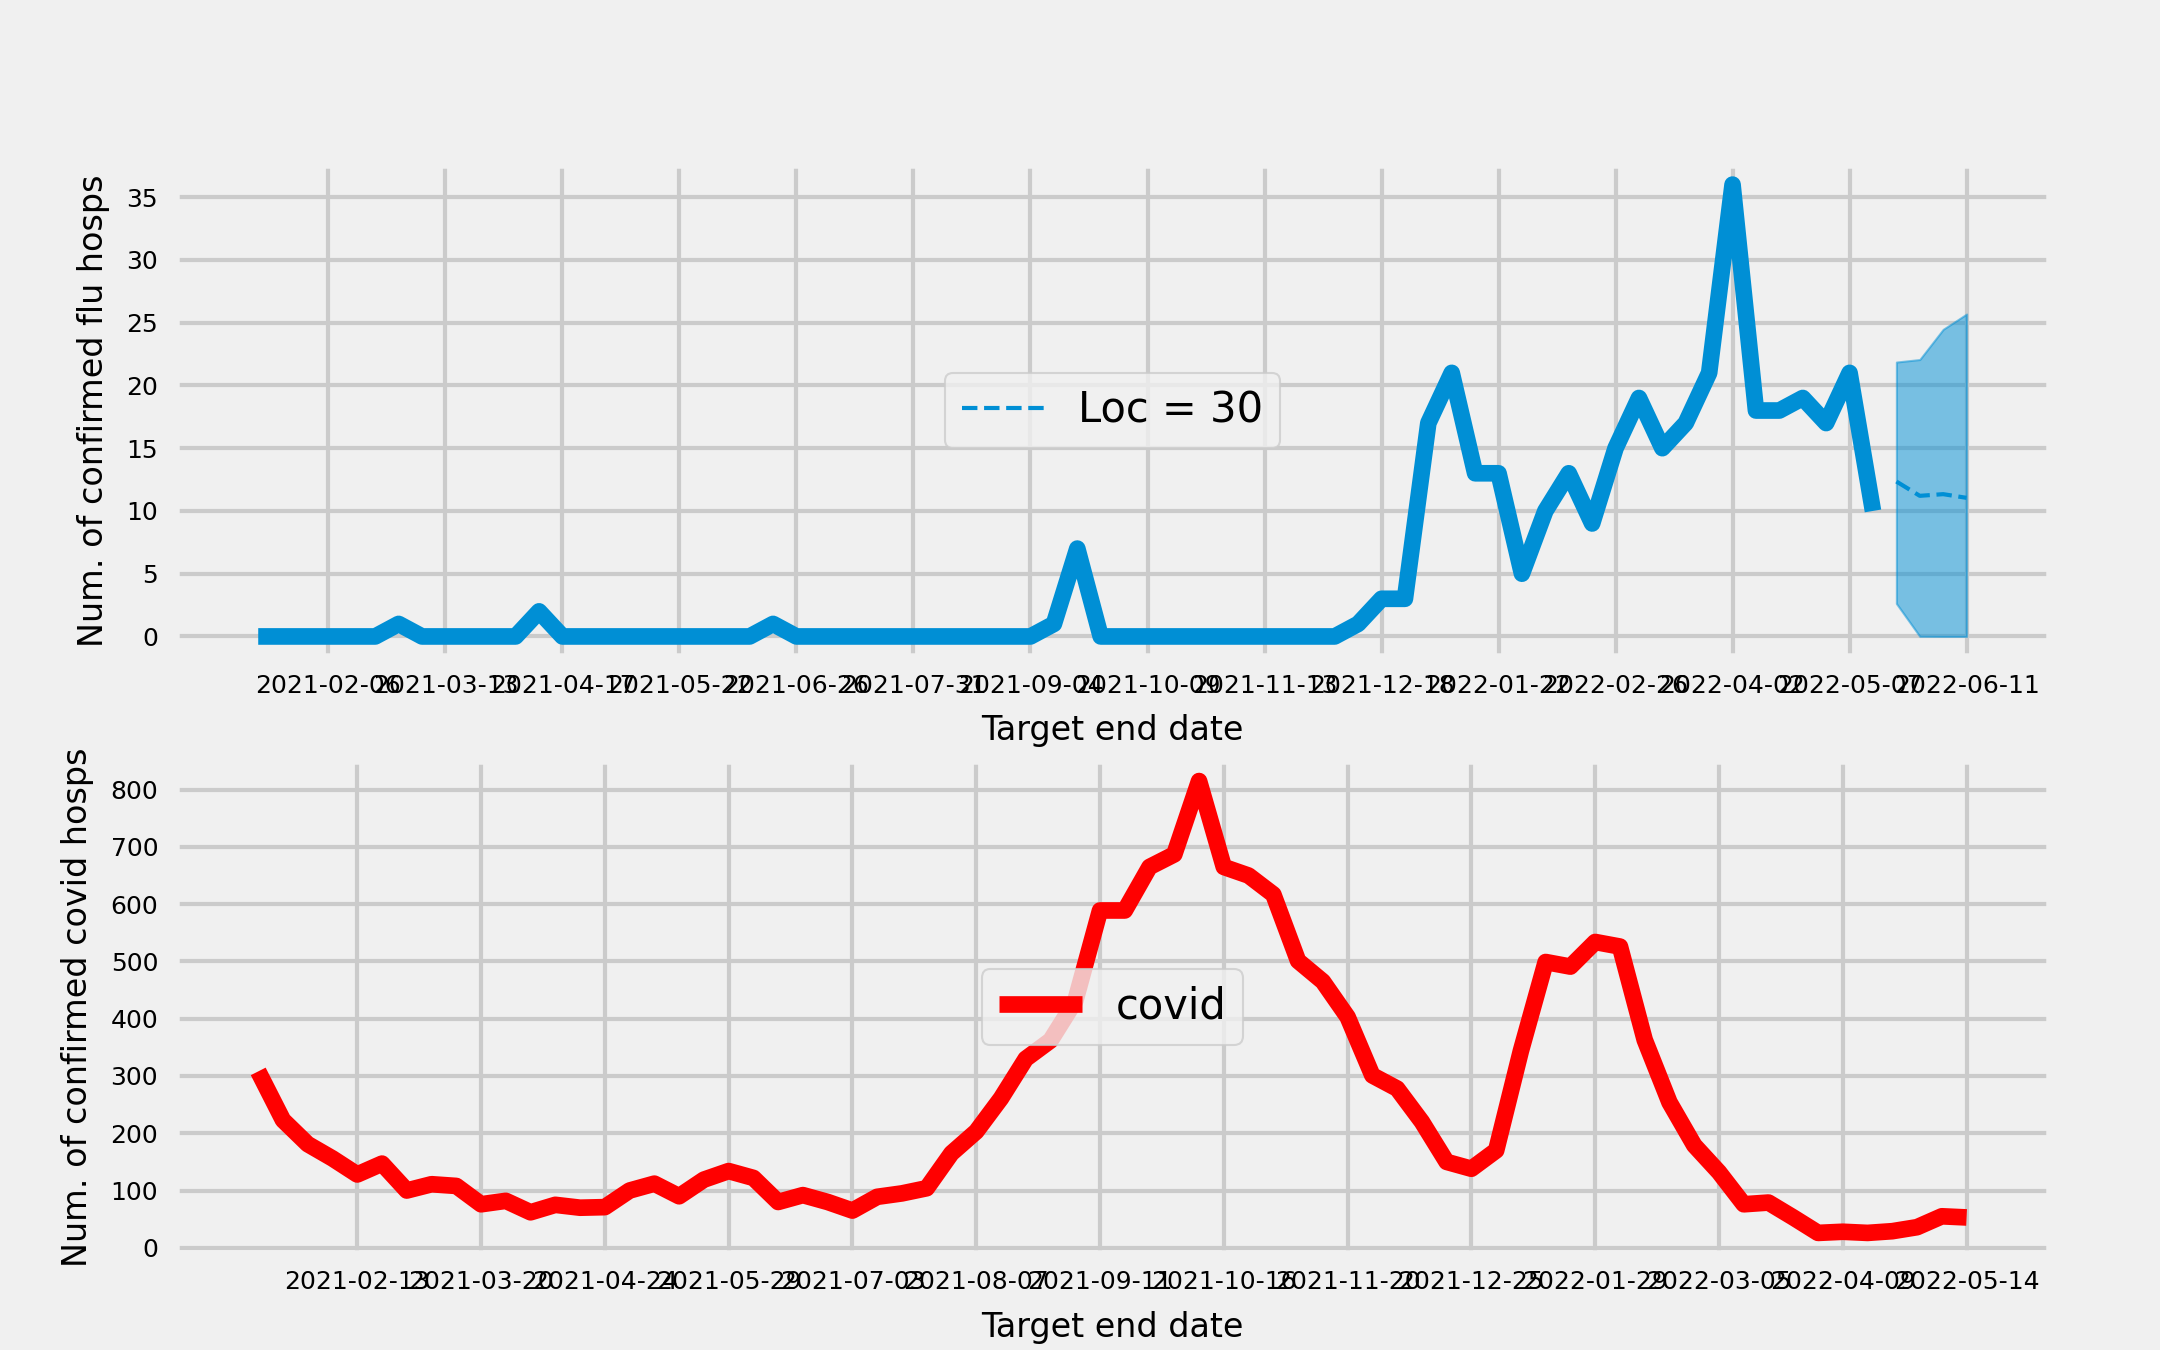 Num. of confirmed flu hosps
35
30
25
20
15
10
5
0
Loc = 30
2021-02-06 2021-03-13 2021-04-17 2021-05-22 2021-06-26 2021-07-31 2021-09-04 2021-10-09 2021-11-13 2021-12-18 2022-01-22 2022-02-26 2022-04-02 2022-05-07 2022-06-11
Target end date
Num. of confirmed covid hosps
800
700
600
500
400
300
200
100
0
covid
2021-02-13 2021-03-20 2021-04-24 2021-05-29 2021-07-03 2021-08-07 2021-09-11 2021-10-16 2021-11-20 2021-12-25 2022-01-29 2022-03-05 2022-04-09 2022-05-14
Target end date